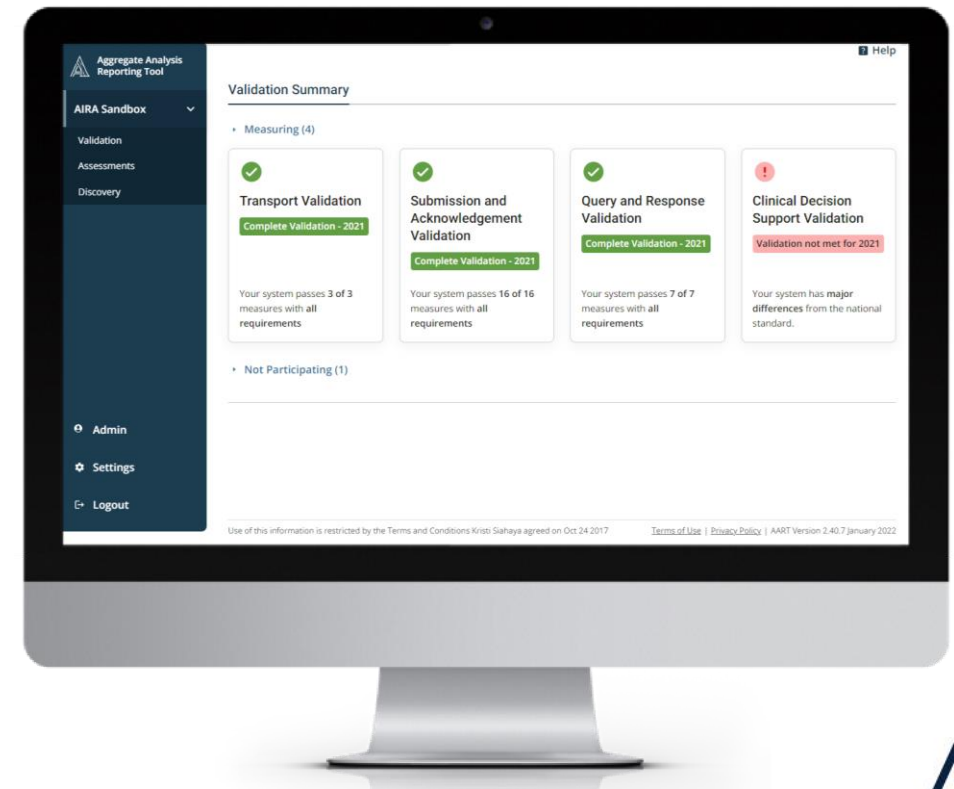 Aggregate Analysis
Reporting Tool
AIRA Sandbox
Validation
Assessments
Discovery
Admin
Settings
Logout
? Help
Validation Summary
Measuring (4)
Transport Validation
Complete Validation - 2021
Your system passes 3 of 3
measures with all
requirements
Submission and
Acknowledgement
Validation
Complete Validation - 2021
Your system passes 16 of 16
measures with all
requirements
Query and Response
Validation
Complete Validation - 2021
Your system passes 7 of 7
measures with all
requirements
!
Clinical Decision
Support Validation
Validation not met for 2021
Your system has major
differences from the national
standard.
Not Participating (1)
Use of this information is restricted by the Terms and Conditions Kristi Siahaya agreed on Oct 24 2017
Terms of Use | Privacy Policy | AART Version 2.40.7 January 2022